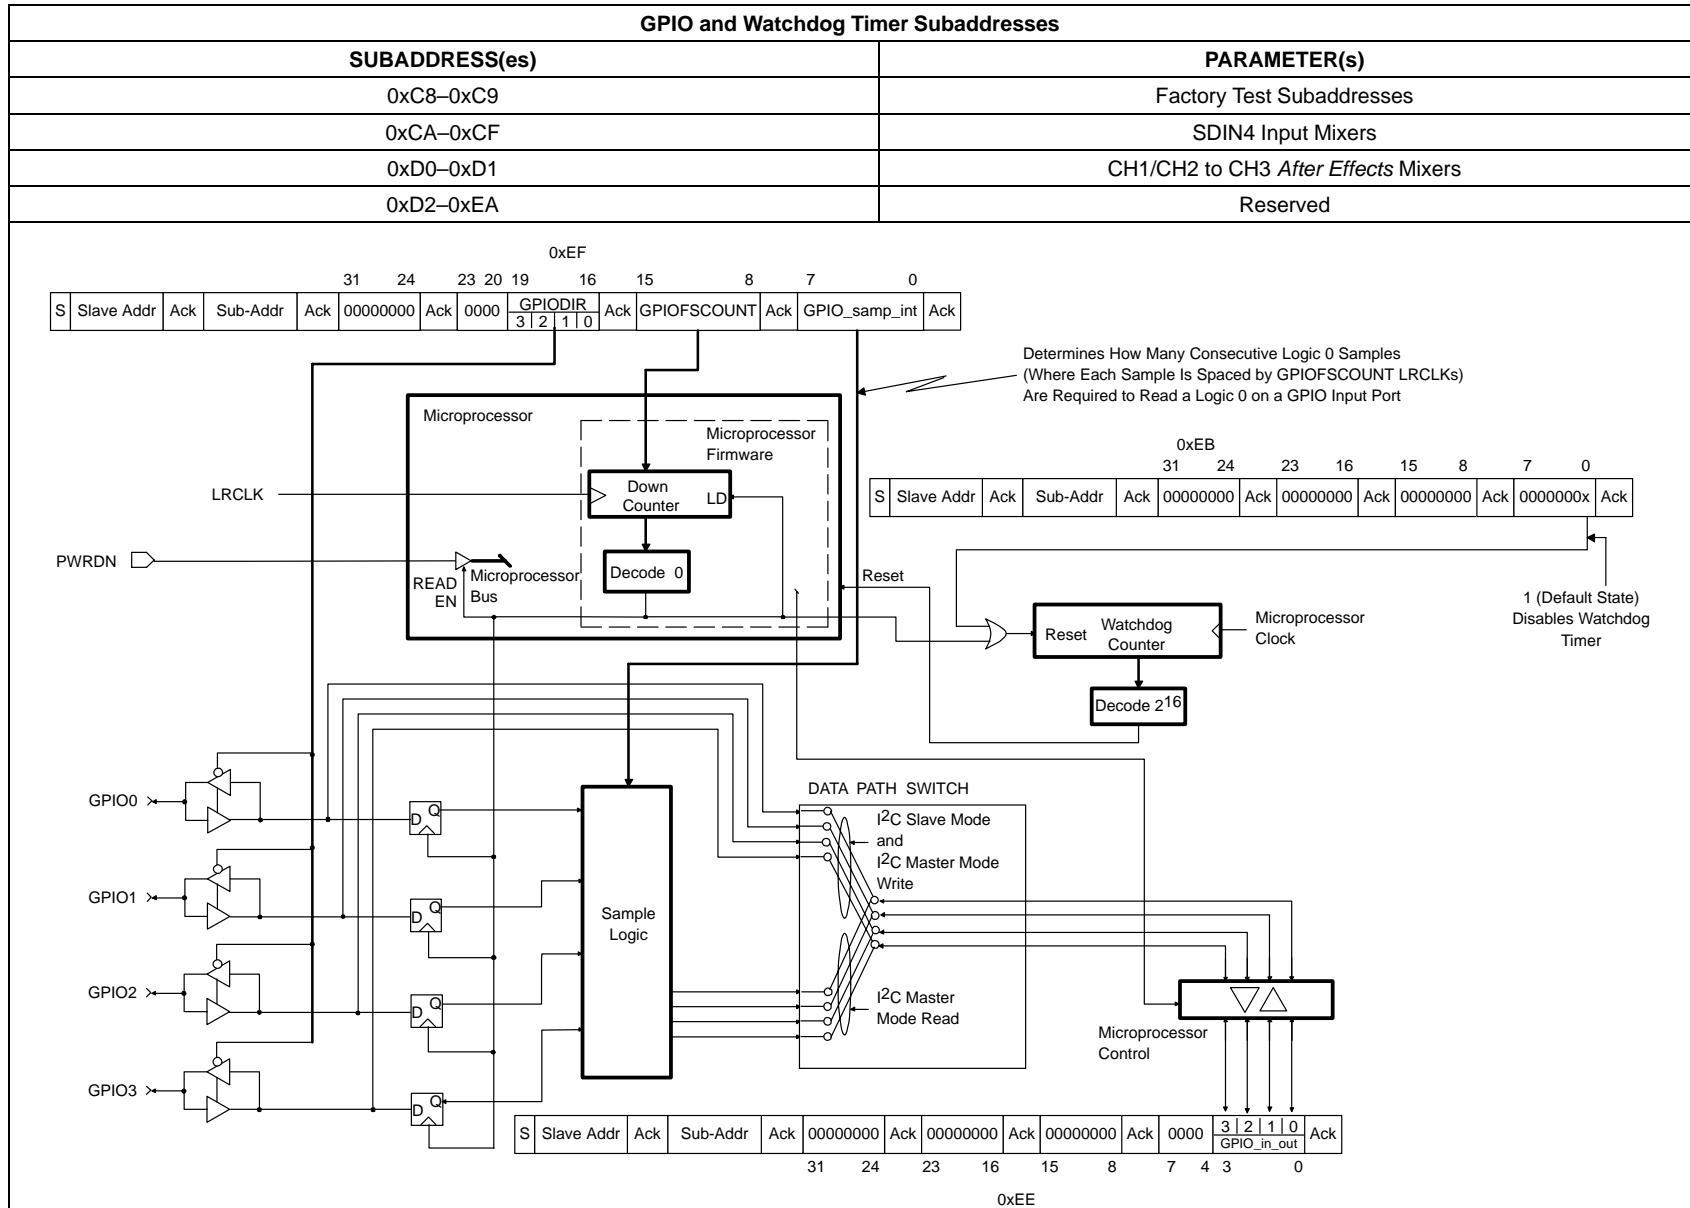 GPIO and Watchdog Timer Subaddresses
SUBADDRESS(es) PARAMETER(s)
0xC8–0xC9 Factory Test Subaddresses
0xCA–0xCF SDIN4 Input Mixers
0xD0–0xD1 CH1/CH2 to CH3 After Effects Mixers
0xD2–0xEA Reserved
0xEF
31 24 23 20 19 16 15 8 7 0
S Slave Addr Ack Sub-Addr Ack 00000000 Ack 0000 GPIODIR 3 2 1 0 Ack GPIOFSCOUNT Ack GPIO_samp_int Ack
Determines How Many Consecutive Logic 0 Samples
(Where Each Sample Is Spaced by GPIOFSCOUNT LRCLKs)
Are Required to Read a Logic 0 on a GPIO Input Port
Microprocessor
Microprocessor
Firmware
0xEB
31 24 23 16 15 8 7 0
S Slave Addr Ack Sub-Addr Ack 00000000 Ack 00000000 Ack 00000000 Ack 0000000x Ack
LRCLK
Down
Counter
LD
PWRDN
READ
EN
Microprocessor
Bus
Decode 0
Reset
1 (Default State)
Disables Watchdog
Timer
Reset
Watchdog
Counter
Microprocessor
Clock
Decode 2^16
GPIO0
D Q
GPIO1
D Q
GPIO2
D Q
GPIO3
D Q
Sample
Logic
DATA PATH SWITCH
I2C Slave Mode
and
I2C Master Mode
Write
I2C Master
Mode Read
Microprocessor
Control
S Slave Addr Ack Sub-Addr Ack 00000000 Ack 00000000 Ack 00000000 Ack 0000 3 2 1 0 GPIO_in_out Ack
31 24 23 16 15 8 7 4 3 0
0xEE